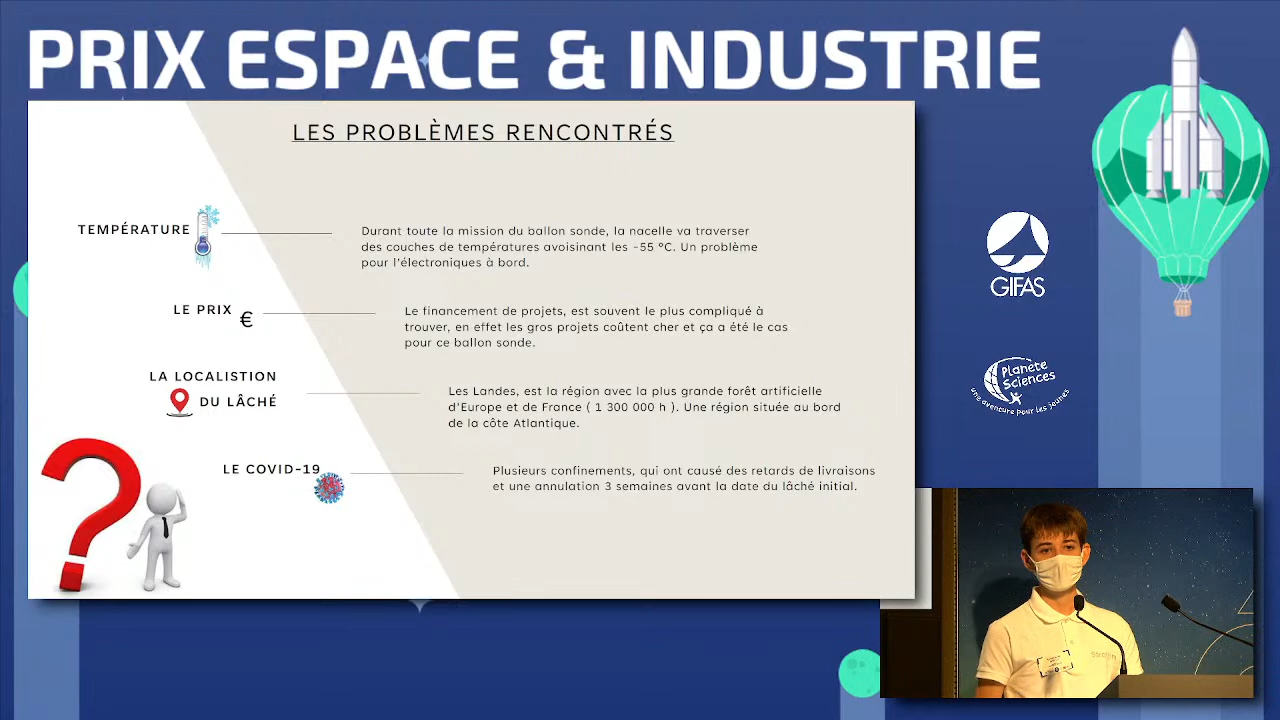 PRIX ESPACE & INDUSTRIE
LES PROBLÈMES RENCONTRÉS
TEMPÉRATURE
Durant toute la mission du ballon sonde, la nacelle va traverser
des couches de températures avoisinant les -55 °C. Un problème
pour l'électroniques à bord.
LE PRIX €
Le financement de projets, est souvent le plus compliqué à
trouver, en effet les gros projets coûtent cher et ça a été le cas
pour ce ballon sonde.
LA LOCALISTION
DU LÂCHÉ
Les Landes, est la région avec la plus grande forêt artificielle
d'Europe et de France ( 1 300 000 h ). Une région située au bord
de la côte Atlantique.
LE COVID-19
Plusieurs confinements, qui ont causé des retards de livraisons
et une annulation 3 semaines avant la date du lâché initial.
GIFAS
Planète
Sciences
une aventure pour les jeunes